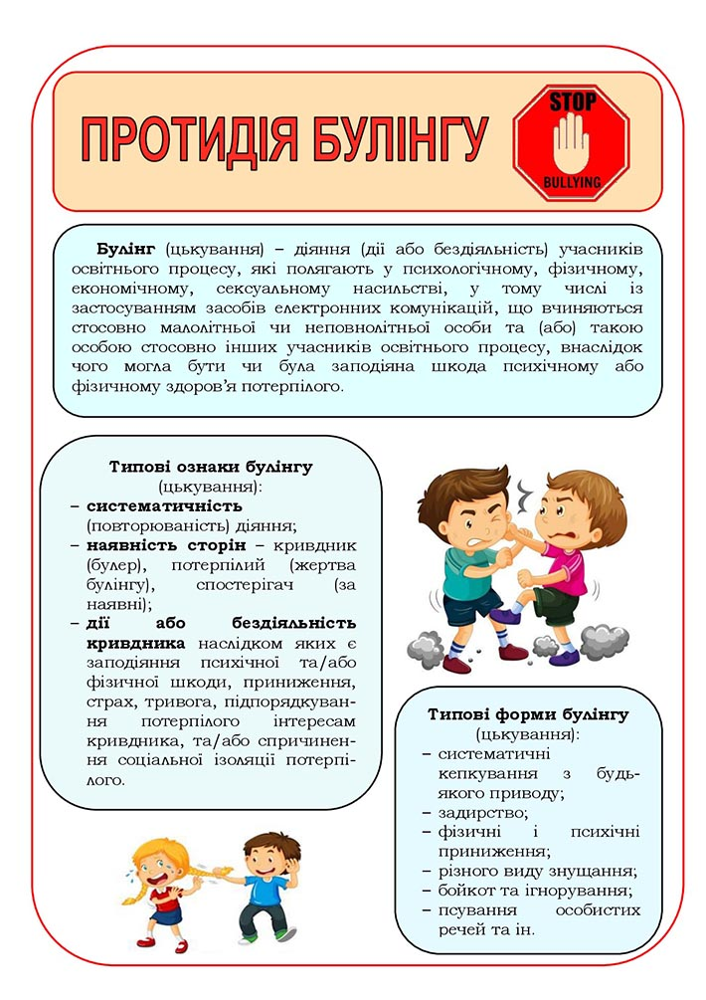 ПРОТИДІЯ БУЛІНГУ
STOP
BULLYING
Булінг (цькування) – діяння (дії або бездіяльність) учасників
освітнього процесу, які полягають у психологічному, фізичному,
економічному, сексуальному насильстві, у тому числі із
застосуванням засобів електронних комунікацій, що вчиняються
стосовно малолітньої чи неповнолітньої особи та (або) такою
особою стосовно інших учасників освітнього процесу, внаслідок
чого могла бути чи була заподіяна шкода психічному або
фізичному здоров’я потерпілого.
Типові ознаки булінгу
(цькування):
– систематичність
(повторюваність) діяння;
– наявність сторін – кривдник
(булер), потерпілий (жертва
булінгу), спостерігач (за
наявні);
– дії або бездіяльність
кривдника наслідком яких є
заподіяння психічної та/або
фізичної шкоди, приниження,
страх, тривога, підпорядкуван-
ня потерпілого інтересам
кривдника, та/або спричинен-
ня соціальної ізоляції потерпі-
лого.
Типові форми булінгу
(цькування):
– систематичні
кепкування з будь-
якого приводу;
– задирство;
– фізичні і психічні
приниження;
– різного виду знущання;
– бойкот та ігнорування;
– псування особистих
речей та ін.